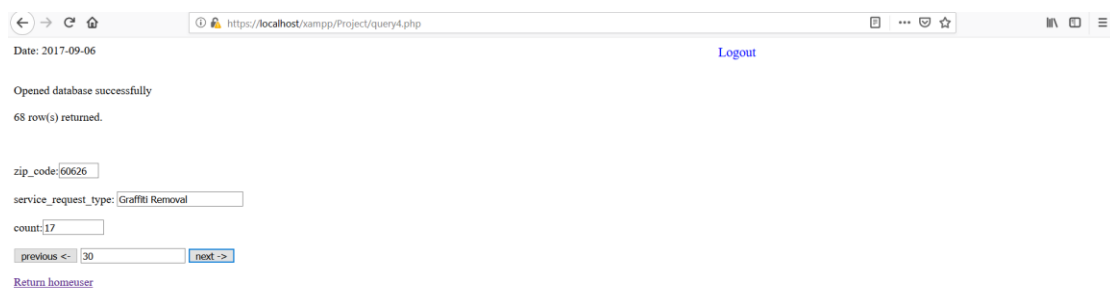 https://localhost/xampp/Project/query4.php
Date: 2017-09-06
Logout
Opened database successfully
68 row(s) returned.
zip_code: 60626
service_request_type: Graffiti Removal
count: 17
previous <- 30 next ->
Return homeuser